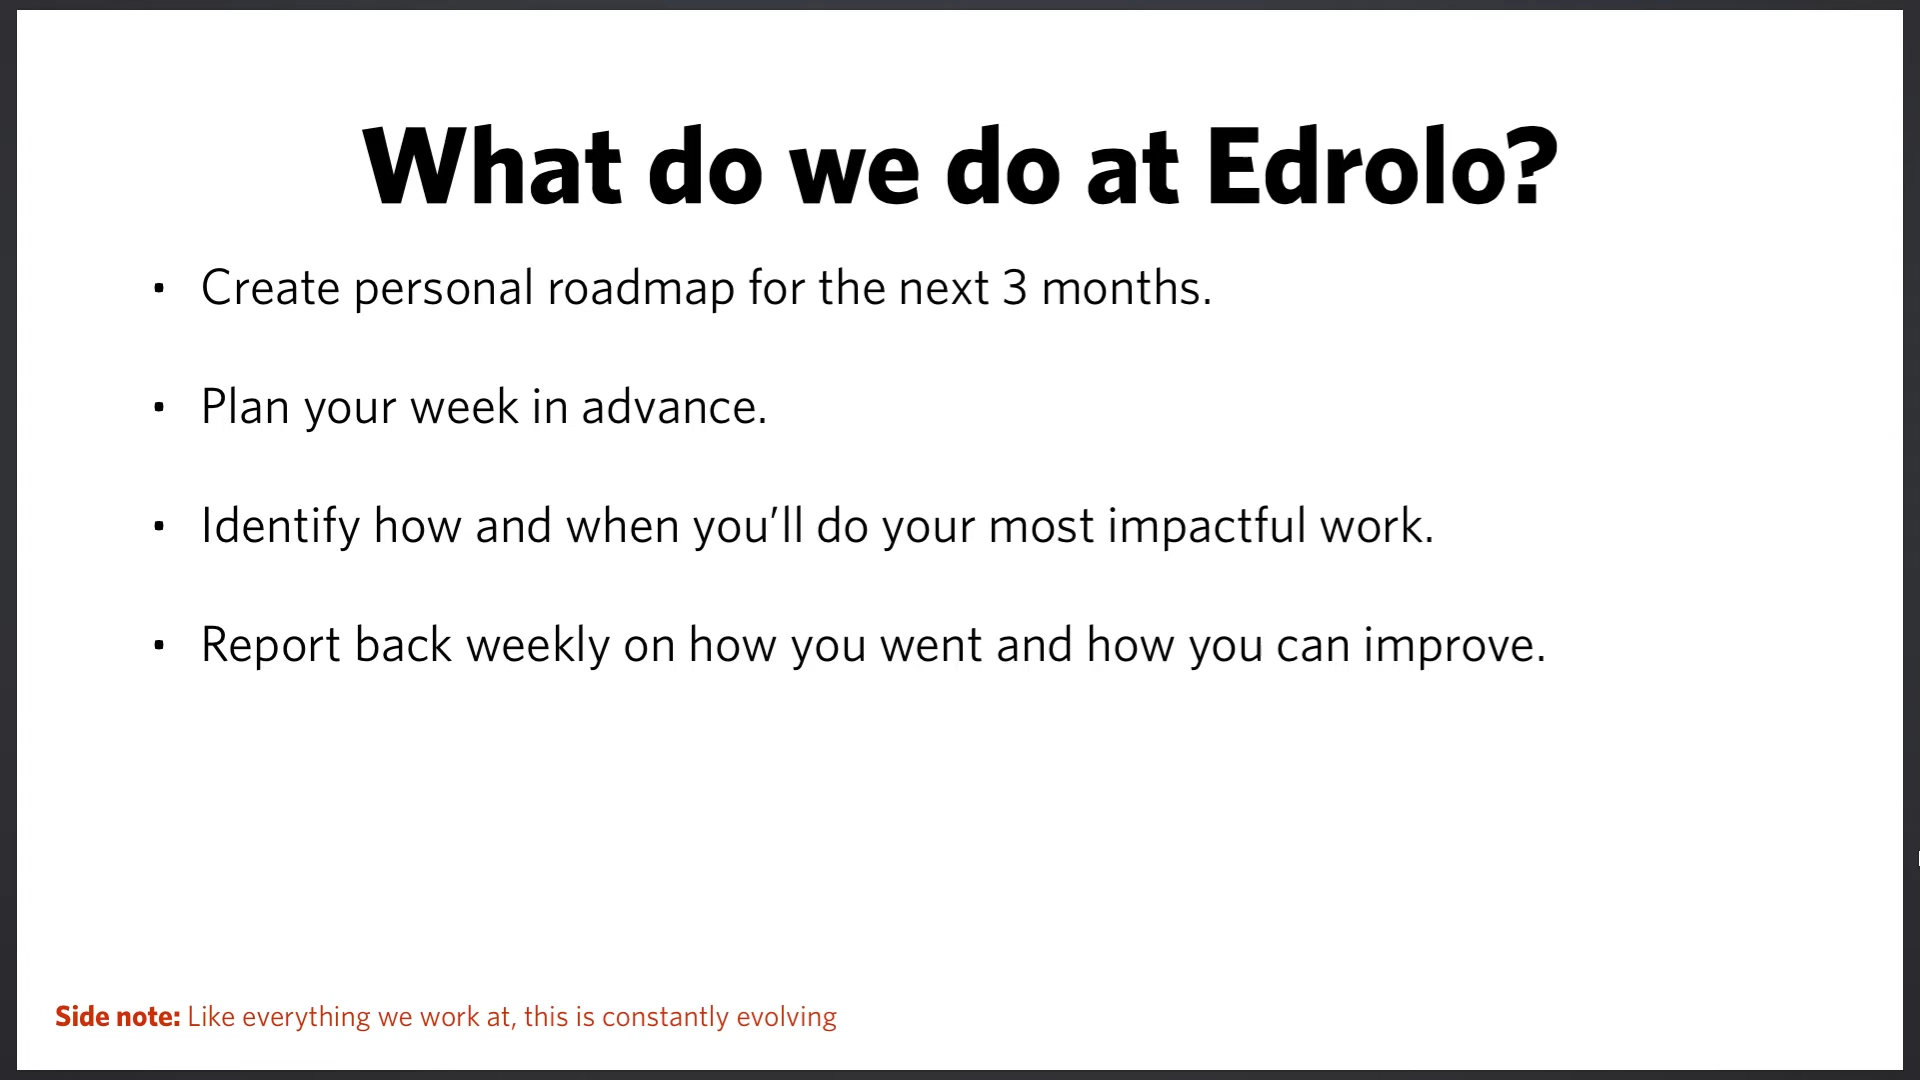 What do we do at Edrolo?
• Create personal roadmap for the next 3 months.
• Plan your week in advance.
• Identify how and when you’ll do your most impactful work.
• Report back weekly on how you went and how you can improve.
Side note: Like everything we work at, this is constantly evolving